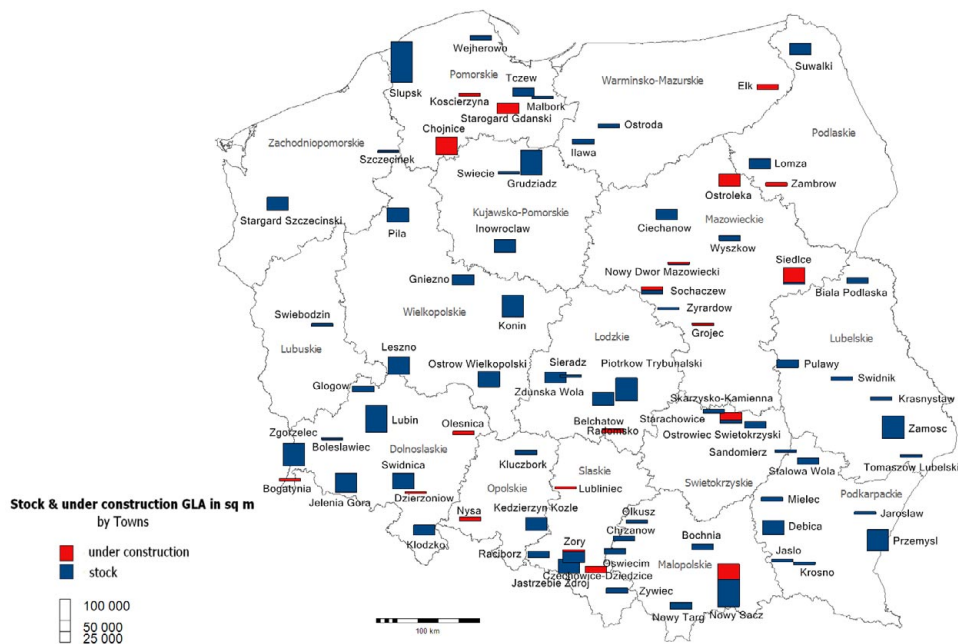 Wejherowo
Suwalki
Pomorskie
Slupsk
Tczew
Warminsko-Mazurskie
Koscierzyna
Malbork
Elk
Starogard Gdanski
Chojnice
Ostroda
Podlaskie
Zachodniopomorskie
Ilawa
Szczecinek
Lomza
Swiecie
Grudziadz
Zambrow
Ostroleka
Stargard Szczecinski
Kujawsko-Pomorskie
Mazowieckie
Pila
Ciechanow
Inowroclaw
Wyszkow
Siedlce
Nowy Dwor Mazowiecki
Gniezno
Sochaczew
Biala Podlaska
Zyrardow
Swiebodzin
Wielkopolskie
Konin
Grojec
Lubuskie
Lodzkie
Lubelskie
Leszno
Ostrow Wielkopolski
Sieradz
Piotrkow Trybunalski
Pulawy
Glogow
Zdunska Wola
Swidnik
Skarzysko-Kamienna
Krasnystaw
Lubin
Olesnica
Belchatow
Starachowice
Radomsko
Zamosc
Zgorzelec
Boleslawiec
Ostrowiec Swietokrzyski
Dolnoslaskie
Sandomierz
Swidnica
Kluczbork
Slaskie
Stalowa Wola
Tomaszow Lubelski
Bogatynia
Jelenia Gora
Dzierzoniow
Opolskie
Lubliniec
Swietokrzyskie
Stock & under construction GLA in sq m
by Towns
Nysa
Kedzierzyn Kozle
Olkusz
Mielec
Podkarpackie
Jaroslaw
Klodzko
Chrzanow
Debica
Zory
Bochnia
Przemysl
under construction
Raciborz
Oswiecim
Jaslo
stock
Czechowice-Dziedzice
Malopolskie
Krosno
Jastrzebie Zdroj
Zywiec
100 000
Nowy Targ
Nowy Sacz
50 000
25 000
100 km